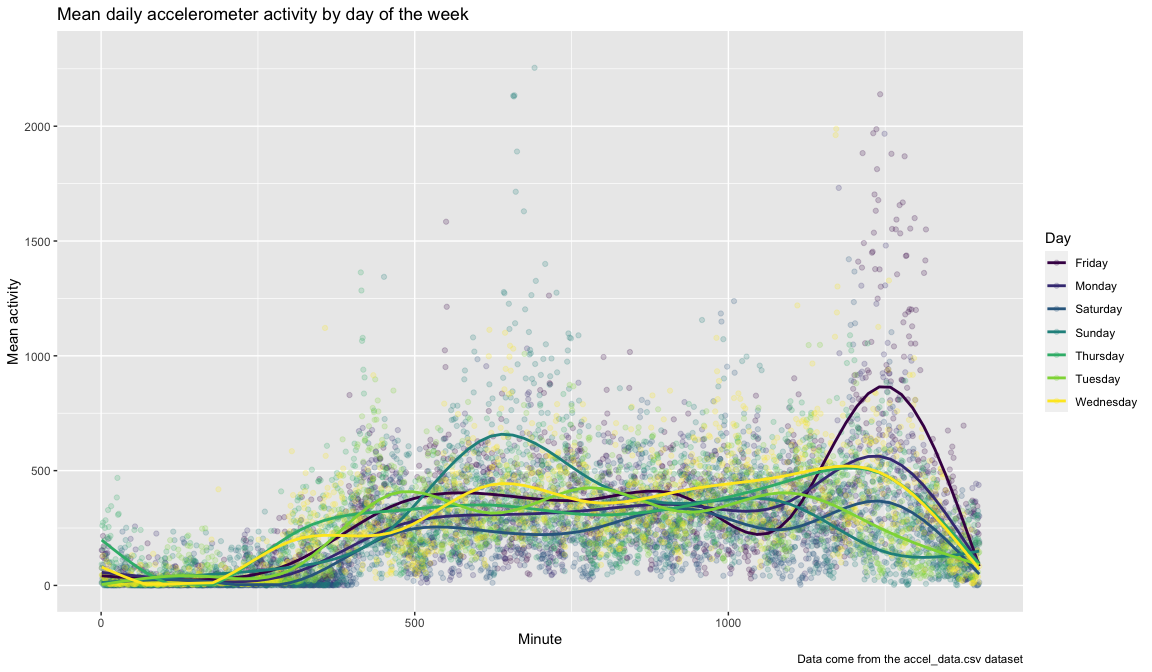 Mean daily accelerometer activity by day of the week
2000
1500
1000
500
0
Mean activity
0
500
1000
Minute
Day
Friday
Monday
Saturday
Sunday
Thursday
Tuesday
Wednesday
Data come from the accel_data.csv dataset